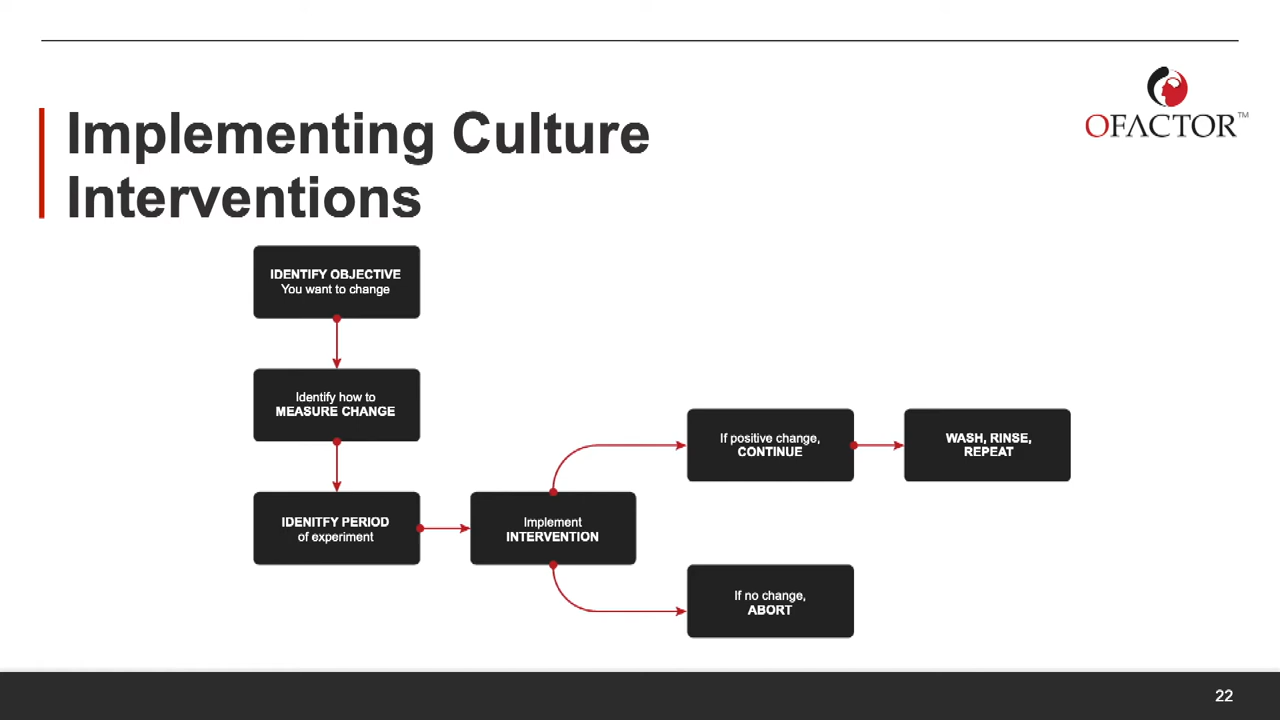 OFACTOR™
Implementing Culture
Interventions
IDENTIFY OBJECTIVE
You want to change
Identify how to
MEASURE CHANGE
IDENITFY PERIOD
of experiment
Implement
INTERVENTION
If positive change,
CONTINUE
WASH, RINSE,
REPEAT
If no change,
ABORT
22